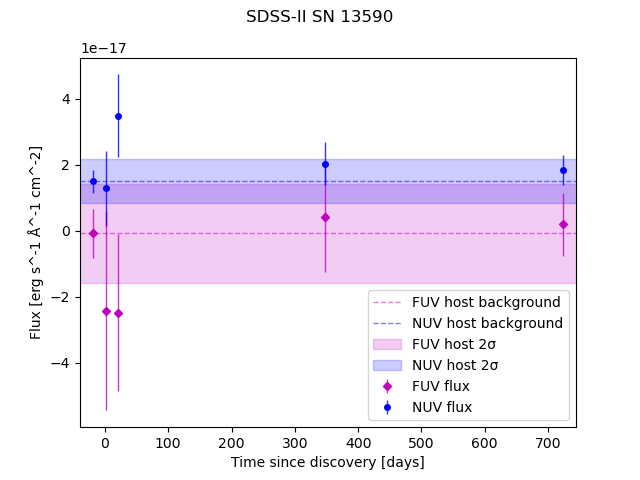 SDSS-II SN 13590
1e−17
4
2
0
−2
−4
Flux [erg s^-1 Å^-1 cm^-2]
FUV host background
NUV host background
FUV host 2σ
NUV host 2σ
FUV flux
NUV flux
0 100 200 300 400 500 600 700
Time since discovery [days]